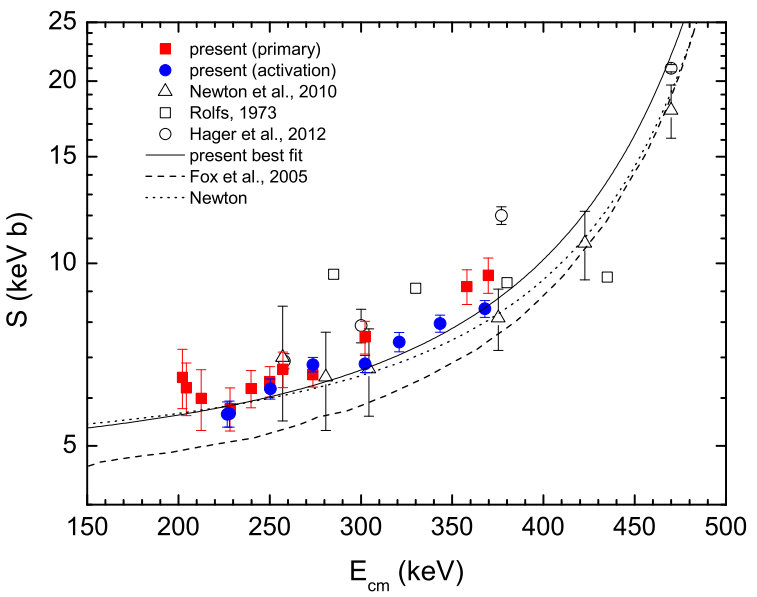 25
20
15
10
5
S (keV b)
present (primary)
present (activation)
Newton et al., 2010
Rolfs, 1973
Hager et al., 2012
present best fit
Fox et al., 2005
Newton
150 200 250 300 350 400 450 500
E_cm (keV)